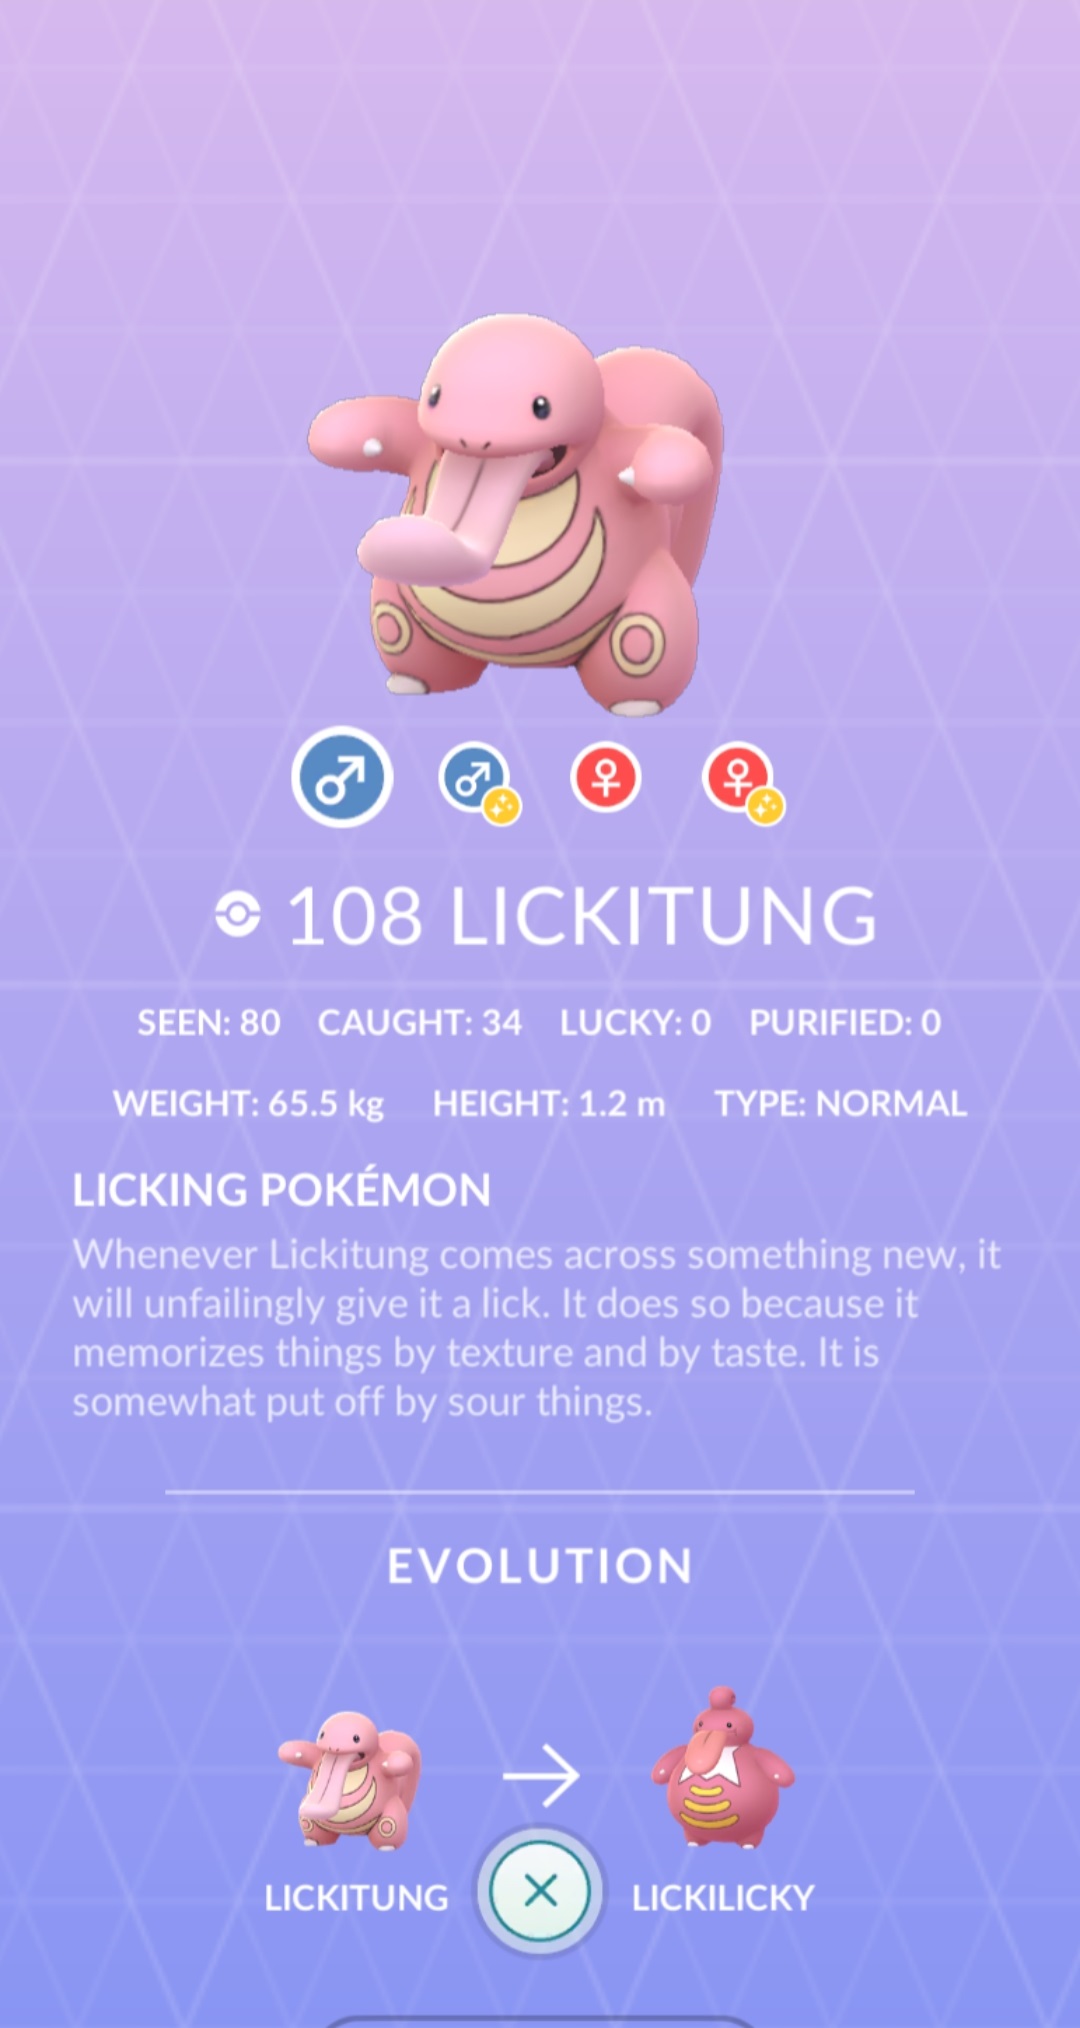 108 LICKITUNG
SEEN: 80 CAUGHT: 34 LUCKY: 0 PURIFIED: 0
WEIGHT: 65.5 kg HEIGHT: 1.2 m TYPE: NORMAL
LICKING POKÉMON
Whenever Lickitung comes across something new, it
will unfailingly give it a lick. It does so because it
memorizes things by texture and by taste. It is
somewhat put off by sour things.
EVOLUTION
LICKITUNG LICKILICKY